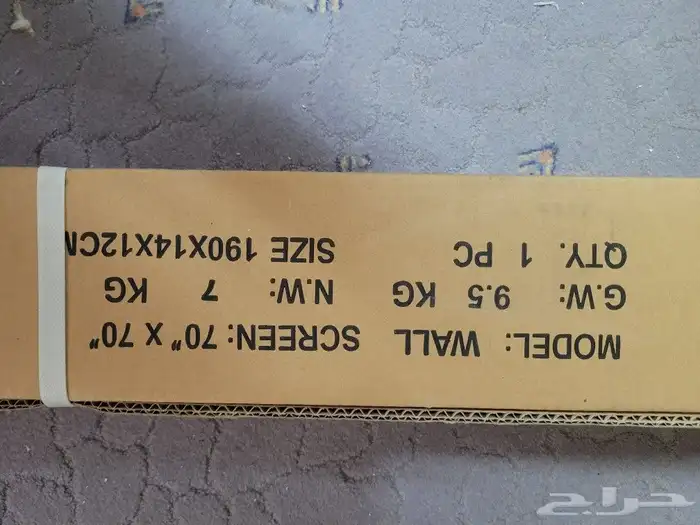 MODEL: WALL SCREEN: 70" X 70"
G.W: 9.5 KG N.W: 7 KG
QTY. 1 PC SIZE 190X14X12CM
حراج